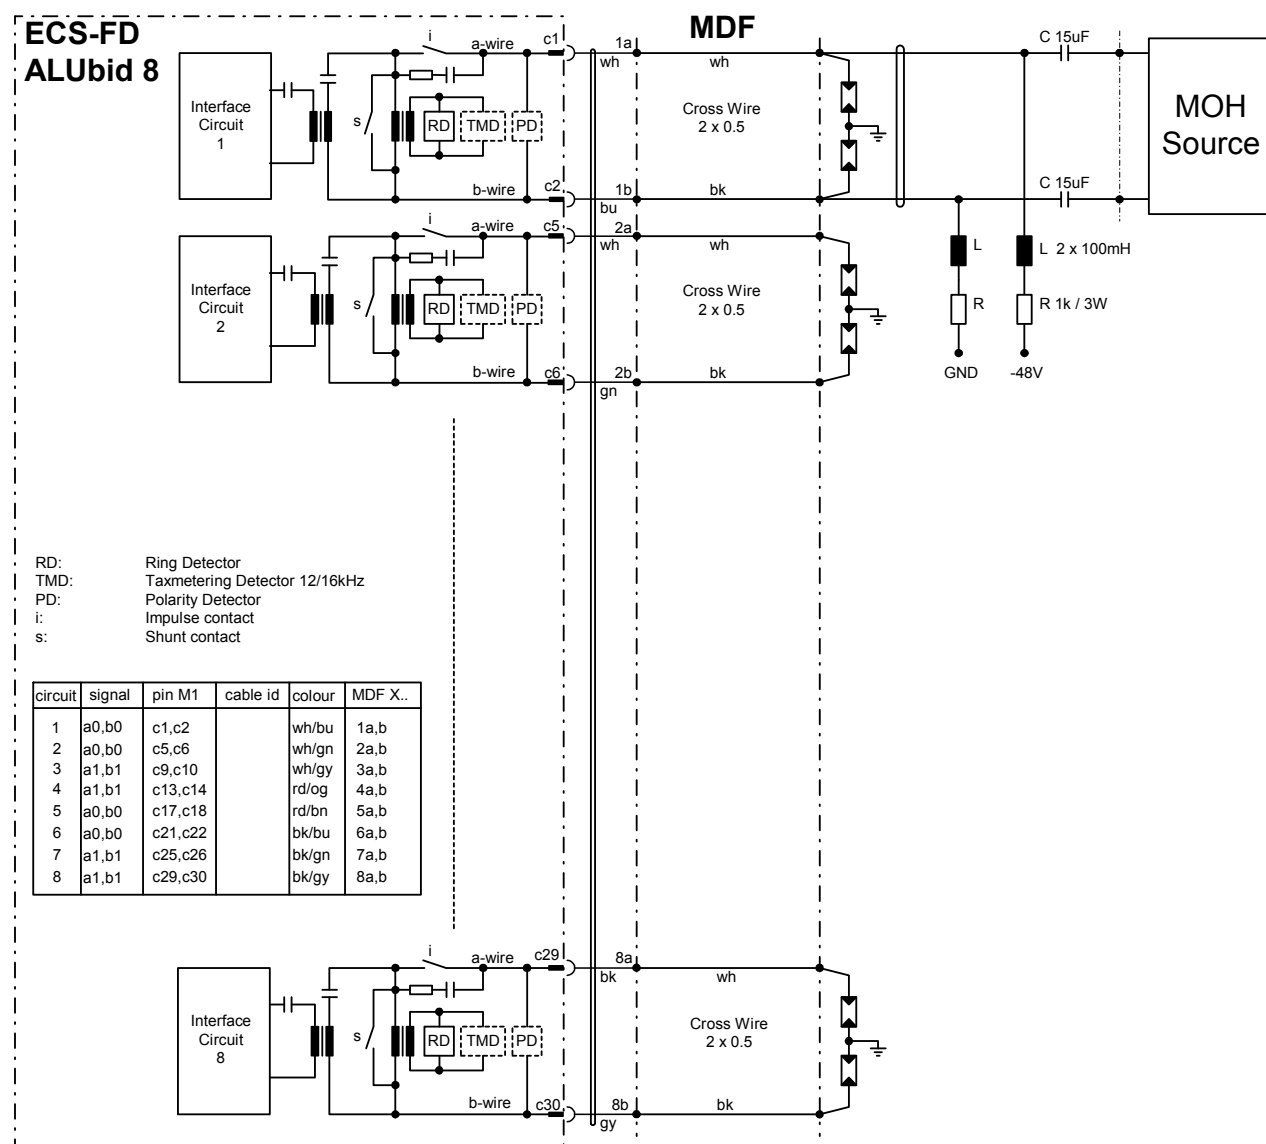 ECS-FD
ALUbid 8
MDF
i
a-wire
c1
1a
wh
wh
C 15uF
Interface
Circuit
1
s
RD
TMD
PD
Cross Wire
2 x 0.5
MOH
Source
b-wire
c2
1b
bu
bk
C 15uF
i
a-wire
c5
2a
wh
wh
L
L 2 x 100mH
Interface
Circuit
2
s
RD
TMD
PD
Cross Wire
2 x 0.5
R
R 1k / 3W
b-wire
c6
2b
gn
bk
GND
-48V
RD: Ring Detector
TMD: Taxmetering Detector 12/16kHz
PD: Polarity Detector
i: Impulse contact
s: Shunt contact
circuit signal pin M1 cable id colour MDF X..
1 a0,b0 c1,c2 wh/bu 1a,b
2 a0,b0 c5,c6 wh/gn 2a,b
3 a1,b1 c9,c10 wh/gy 3a,b
4 a1,b1 c13,c14 rd/og 4a,b
5 a0,b0 c17,c18 rd/bn 5a,b
6 a0,b0 c21,c22 bk/bu 6a,b
7 a1,b1 c25,c26 bk/gn 7a,b
8 a1,b1 c29,c30 bk/gy 8a,b
i
a-wire
c29
8a
bk
wh
Interface
Circuit
8
s
RD
TMD
PD
Cross Wire
2 x 0.5
b-wire
c30
8b
gy
bk